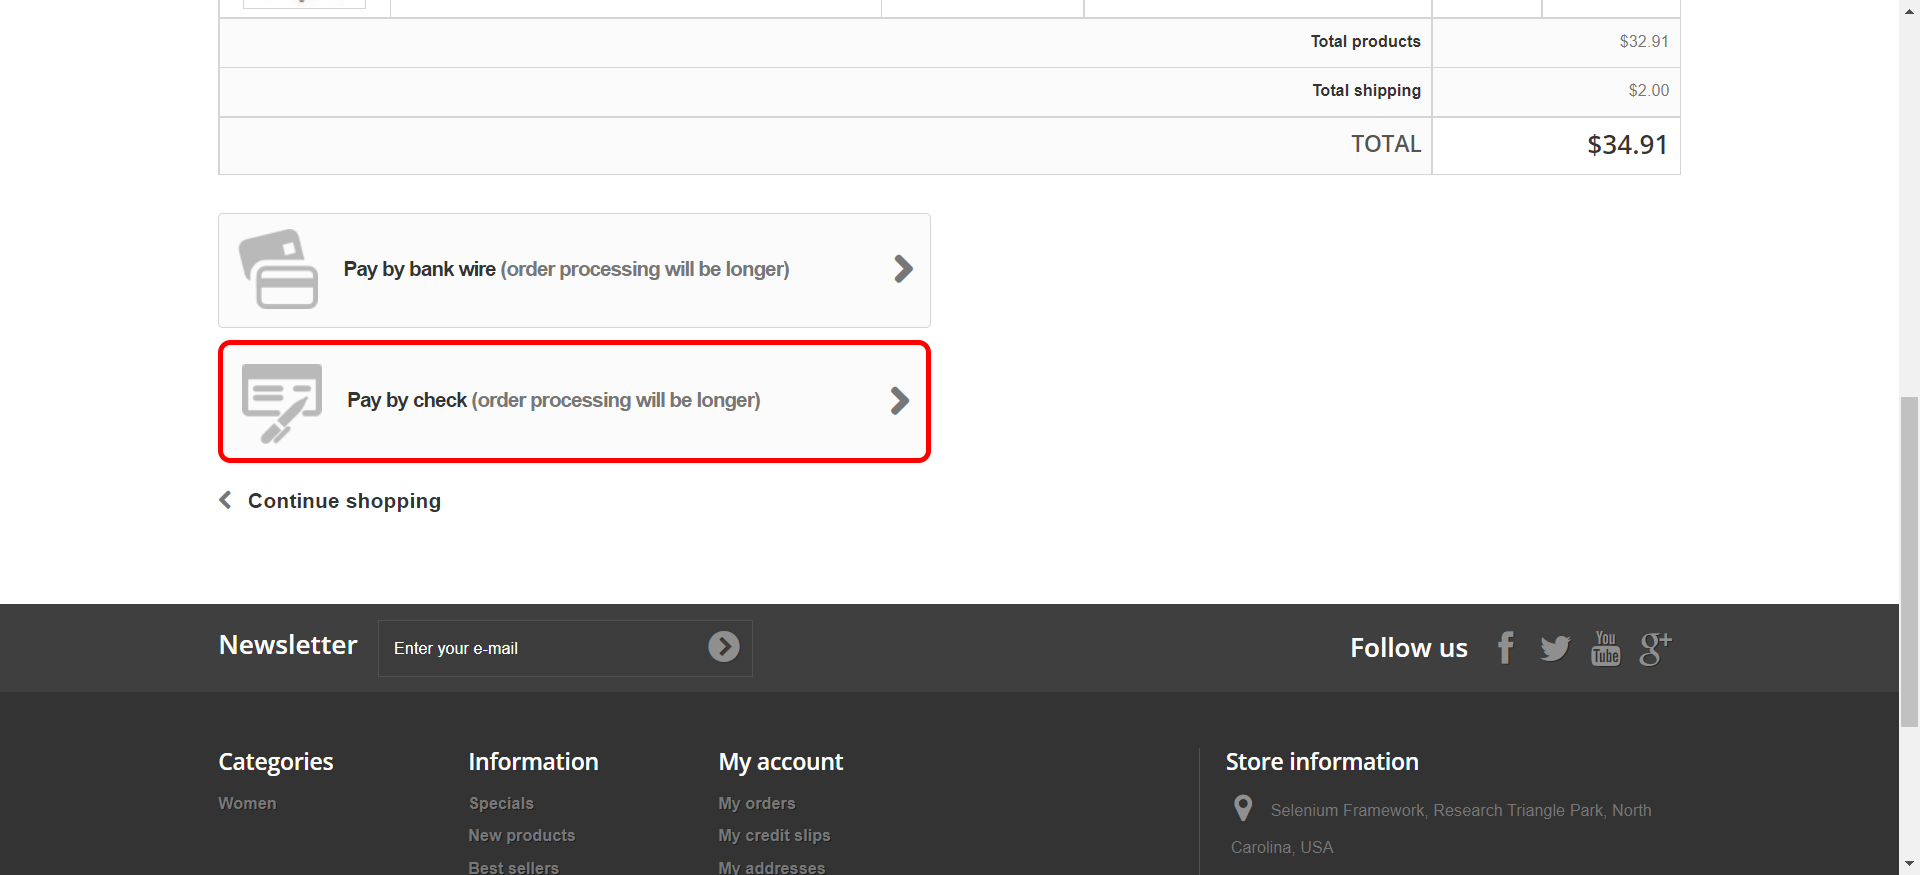 Total products $32.91
Total shipping $2.00
TOTAL $34.91
Pay by bank wire (order processing will be longer)
Pay by check (order processing will be longer)
Continue shopping
Newsletter Enter your e-mail Follow us f You Tube g+
Categories Information My account Store information
Women Specials My orders Selenium Framework, Research Triangle Park, North
New products My credit slips Carolina, USA
Best sellers My addresses